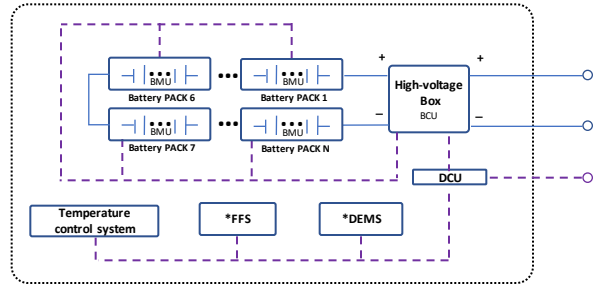 +
+
BMU
BMU
Battery PACK 6
Battery PACK 1
High-voltage
Box
BCU
BMU
BMU
–
–
Battery PACK 7
Battery PACK N
DCU
Temperature
control system
*FFS
*DEMS